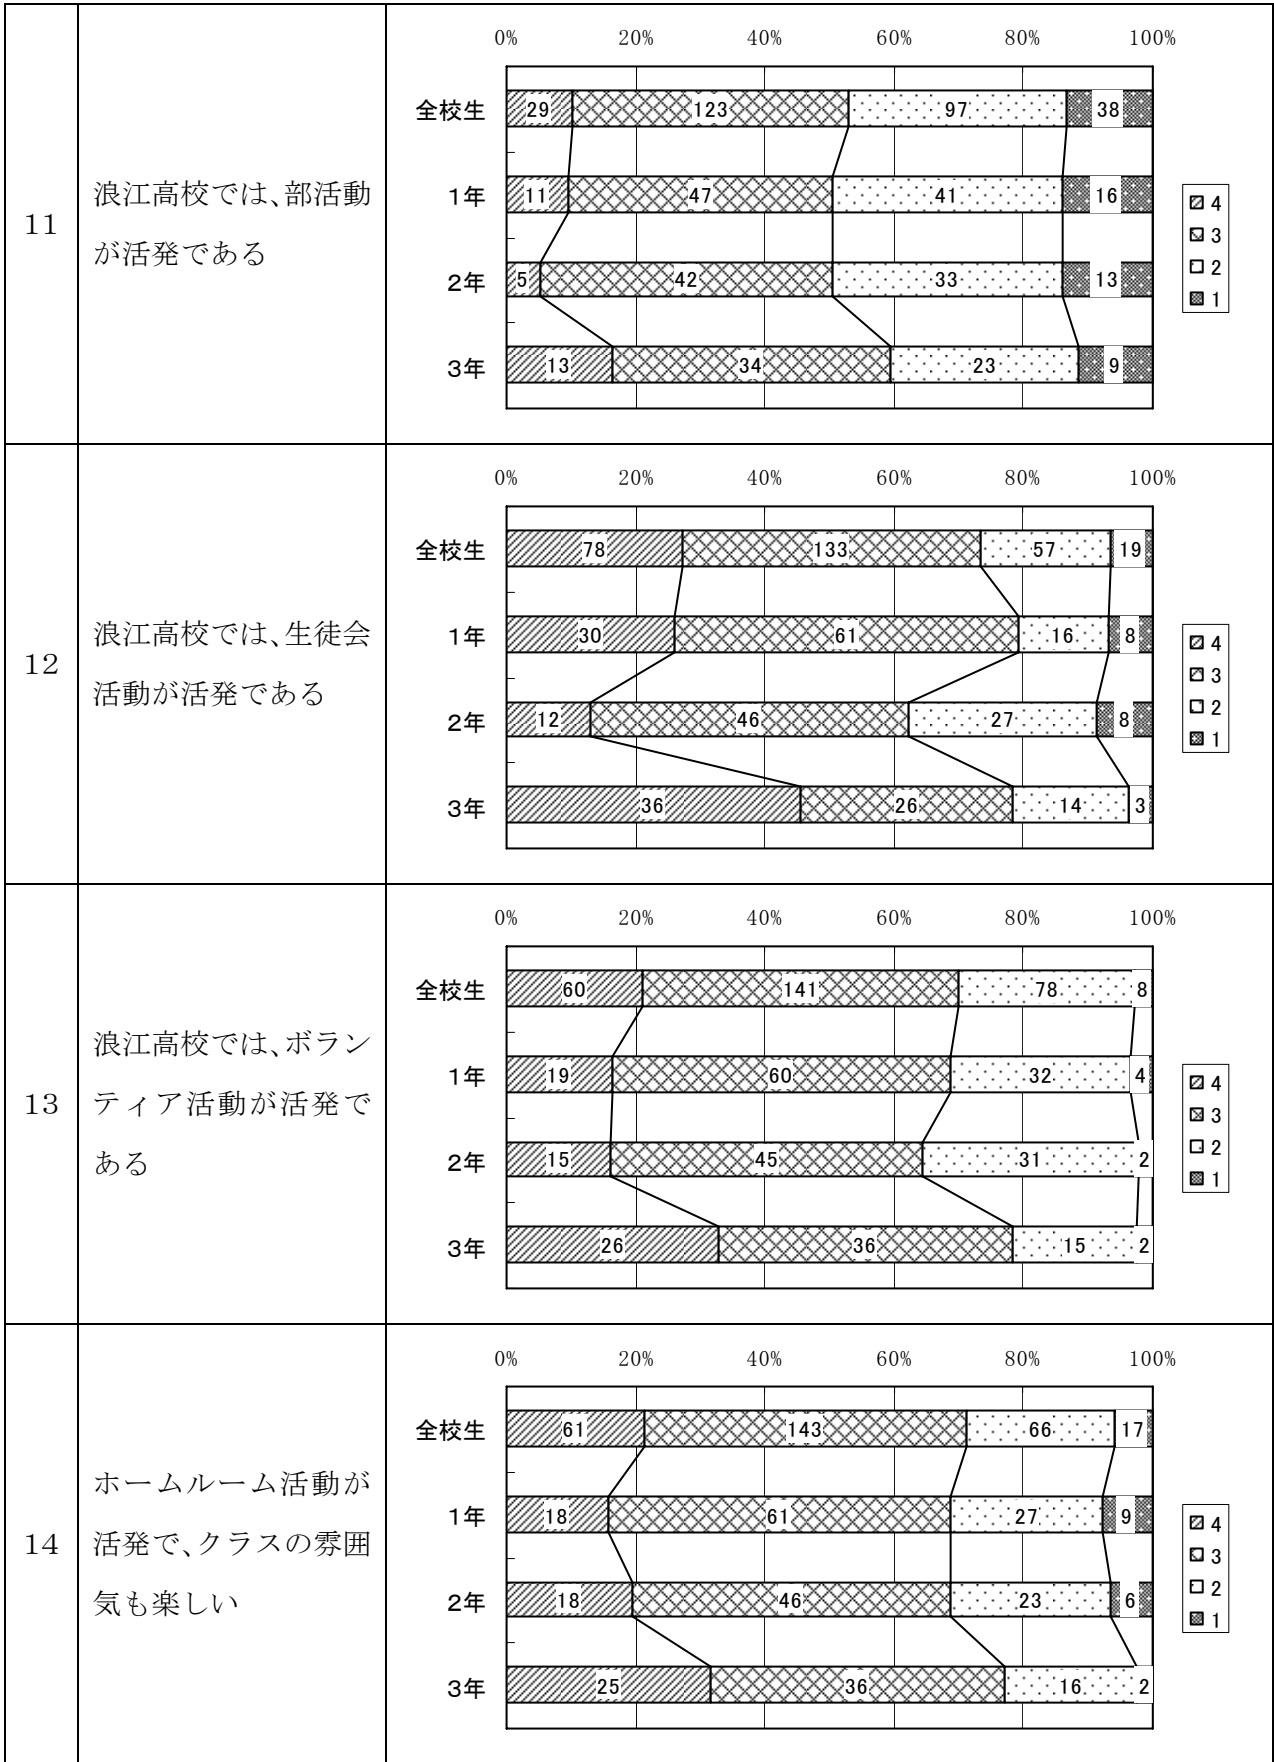 11
浪江高校では、部活動
が活発である
0% 20% 40% 60% 80% 100%
全校生 29 123 97 38
1年 11 47 41 16
2年 5 42 33 13
3年 13 34 23 9
4
3
2
1
12
浪江高校では、生徒会
活動が活発である
0% 20% 40% 60% 80% 100%
全校生 78 133 57 19
1年 30 61 16 8
2年 12 46 27 8
3年 36 26 14 3
4
3
2
1
13
浪江高校では、ボラン
ティア活動が活発で
ある
0% 20% 40% 60% 80% 100%
全校生 60 141 78 8
1年 19 60 32 4
2年 15 45 31 2
3年 26 36 15 2
4
3
2
1
14
ホームルーム活動が
活発で、クラスの雰囲
気も楽しい
0% 20% 40% 60% 80% 100%
全校生 61 143 66 17
1年 18 61 27 9
2年 18 46 23 6
3年 25 36 16 2
4
3
2
1